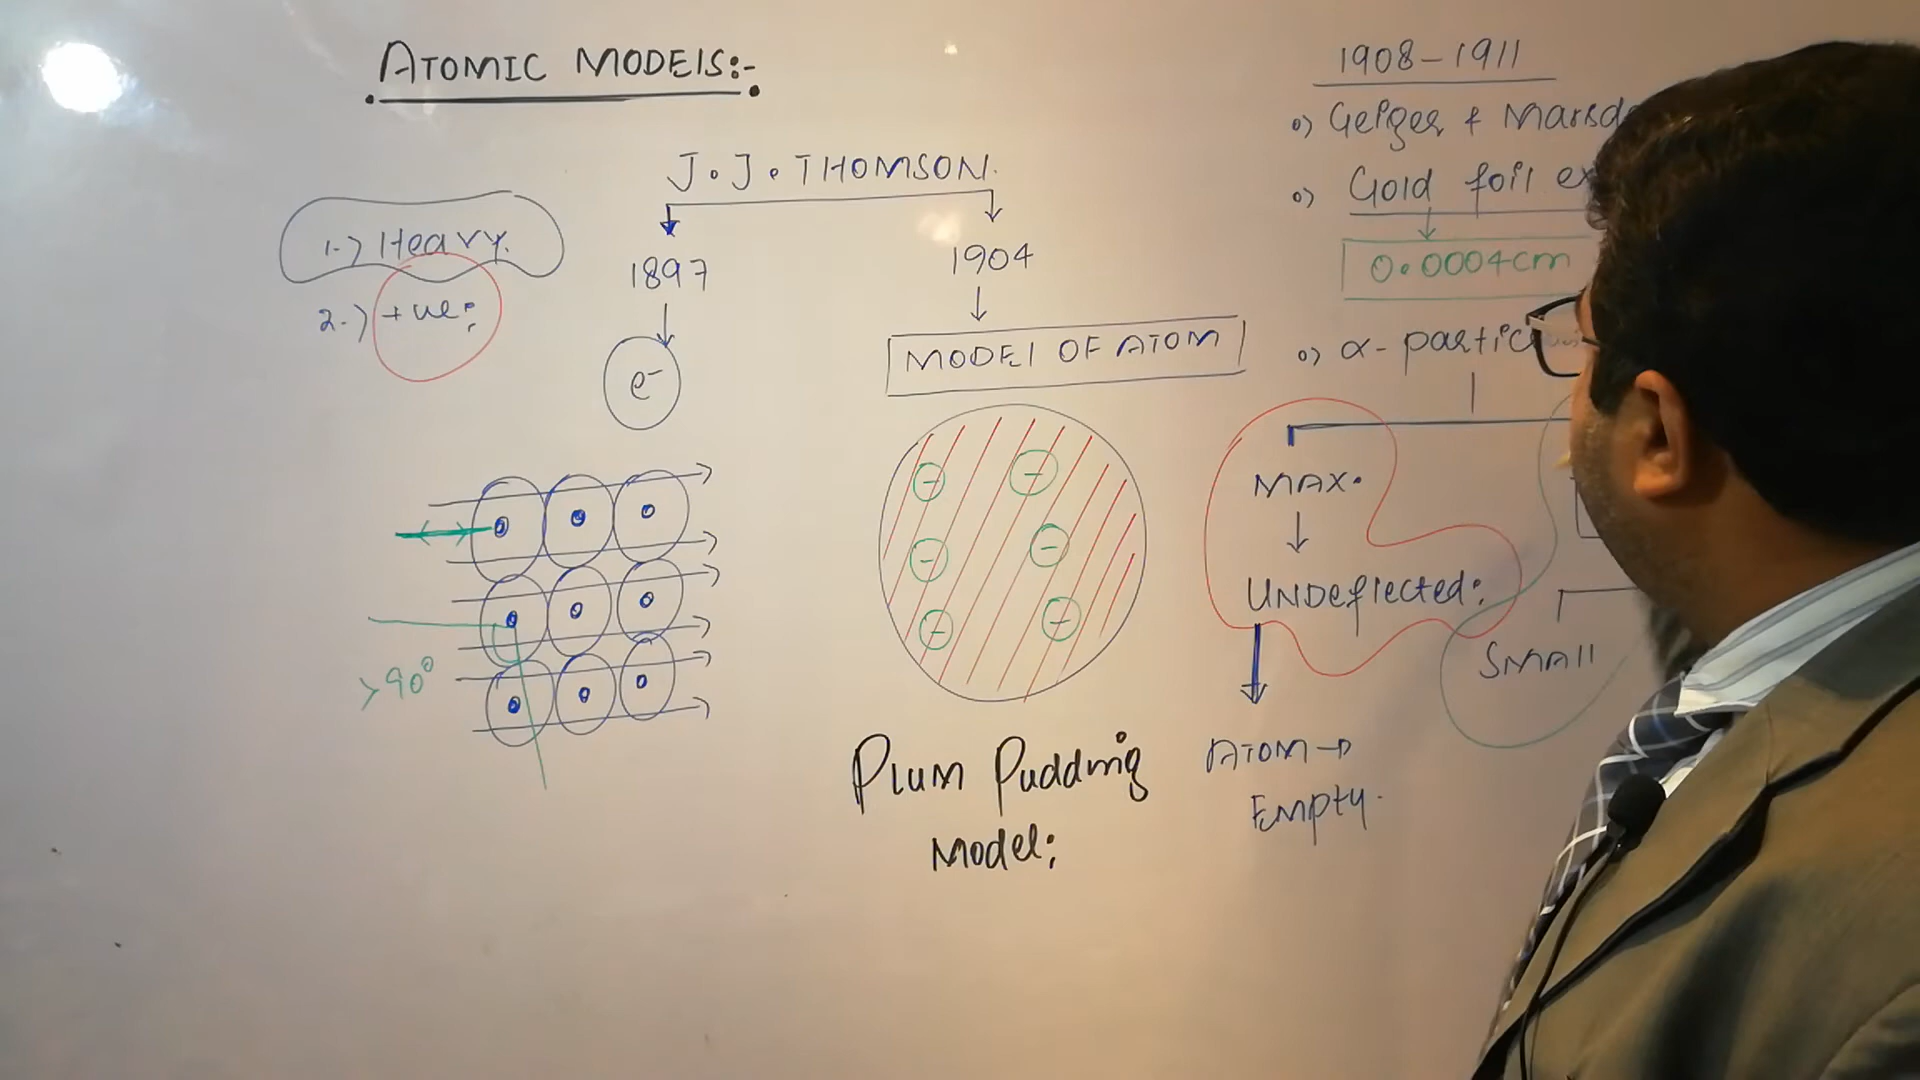 ATOMIC MODElS:-
J.J.THOMSON.
1897
e-
1904
MODEl OF ATOM
Plum Pudding
Model:
1.) Heavy.
2.) +ve:
>90°
1908-1911
o) Geiger & Marsd
o) Gold foil ex
0.0004cm
o) α-partic
MAX.
UNDeflected:
ATOM→
EMpty.
SMAll